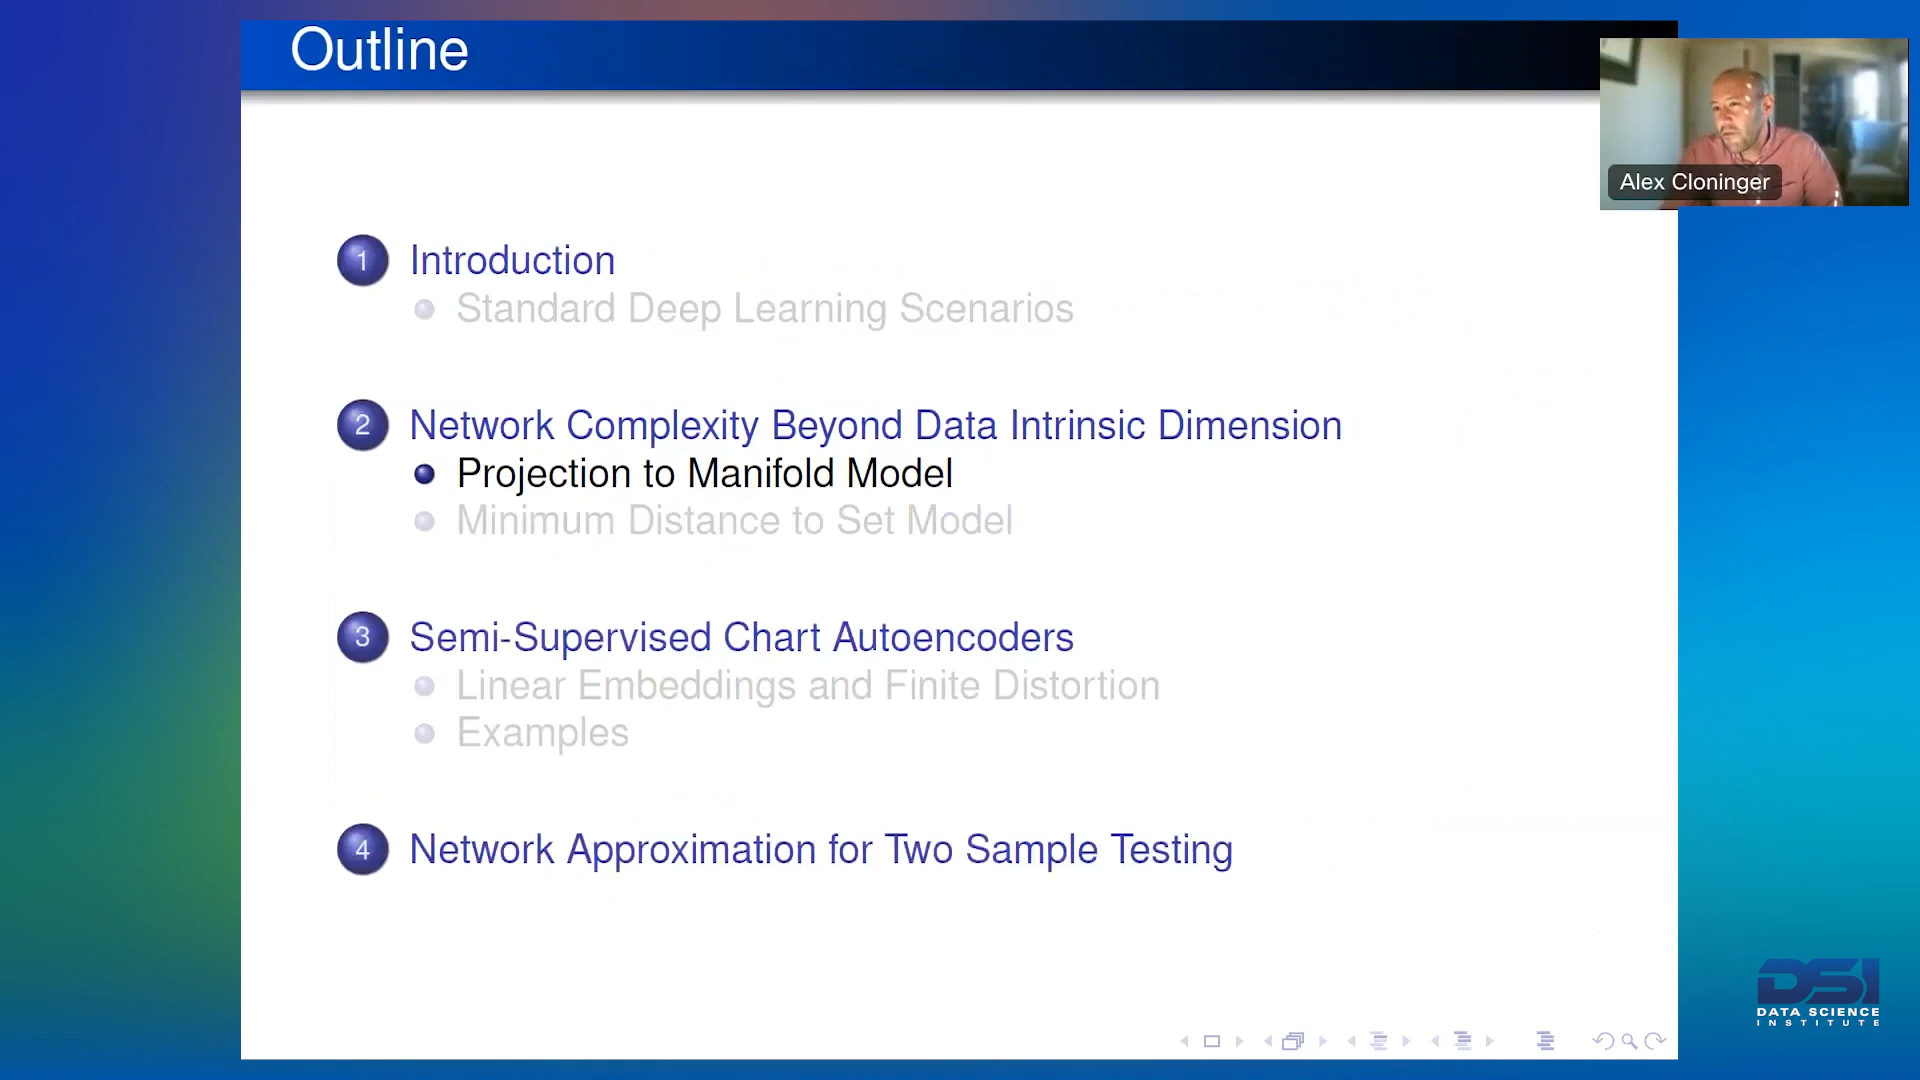 Outline
Alex Cloninger
1 Introduction
Standard Deep Learning Scenarios
2 Network Complexity Beyond Data Intrinsic Dimension
Projection to Manifold Model
Minimum Distance to Set Model
3 Semi-Supervised Chart Autoencoders
Linear Embeddings and Finite Distortion
Examples
4 Network Approximation for Two Sample Testing
DSI
DATA SCIENCE
INSTITUTE